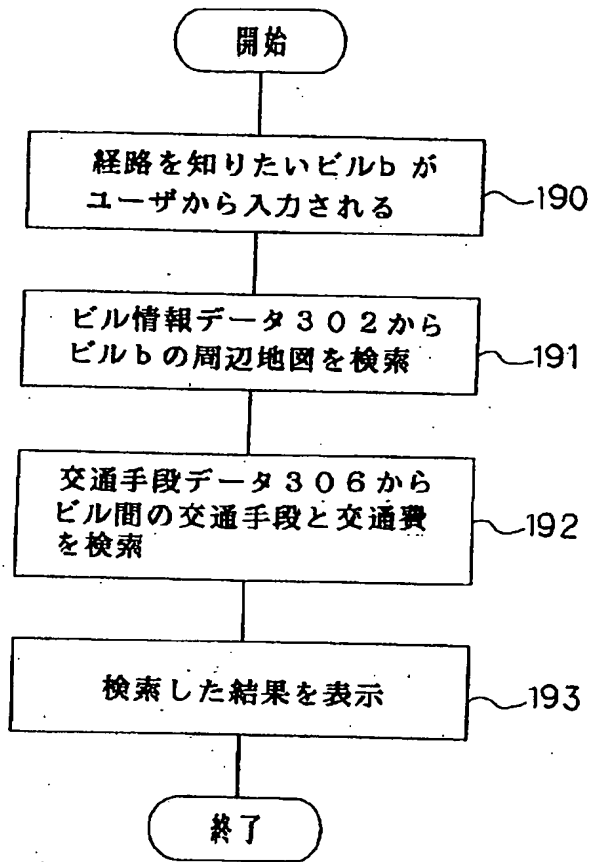 開始
経路を知りたいビルbが
ユーザから入力される
190
ビル情報データ302から
ビルbの周辺地図を検索
191
交通手段データ306から
ビル間の交通手段と交通費
を検索
192
検索した結果を表示
193
終了